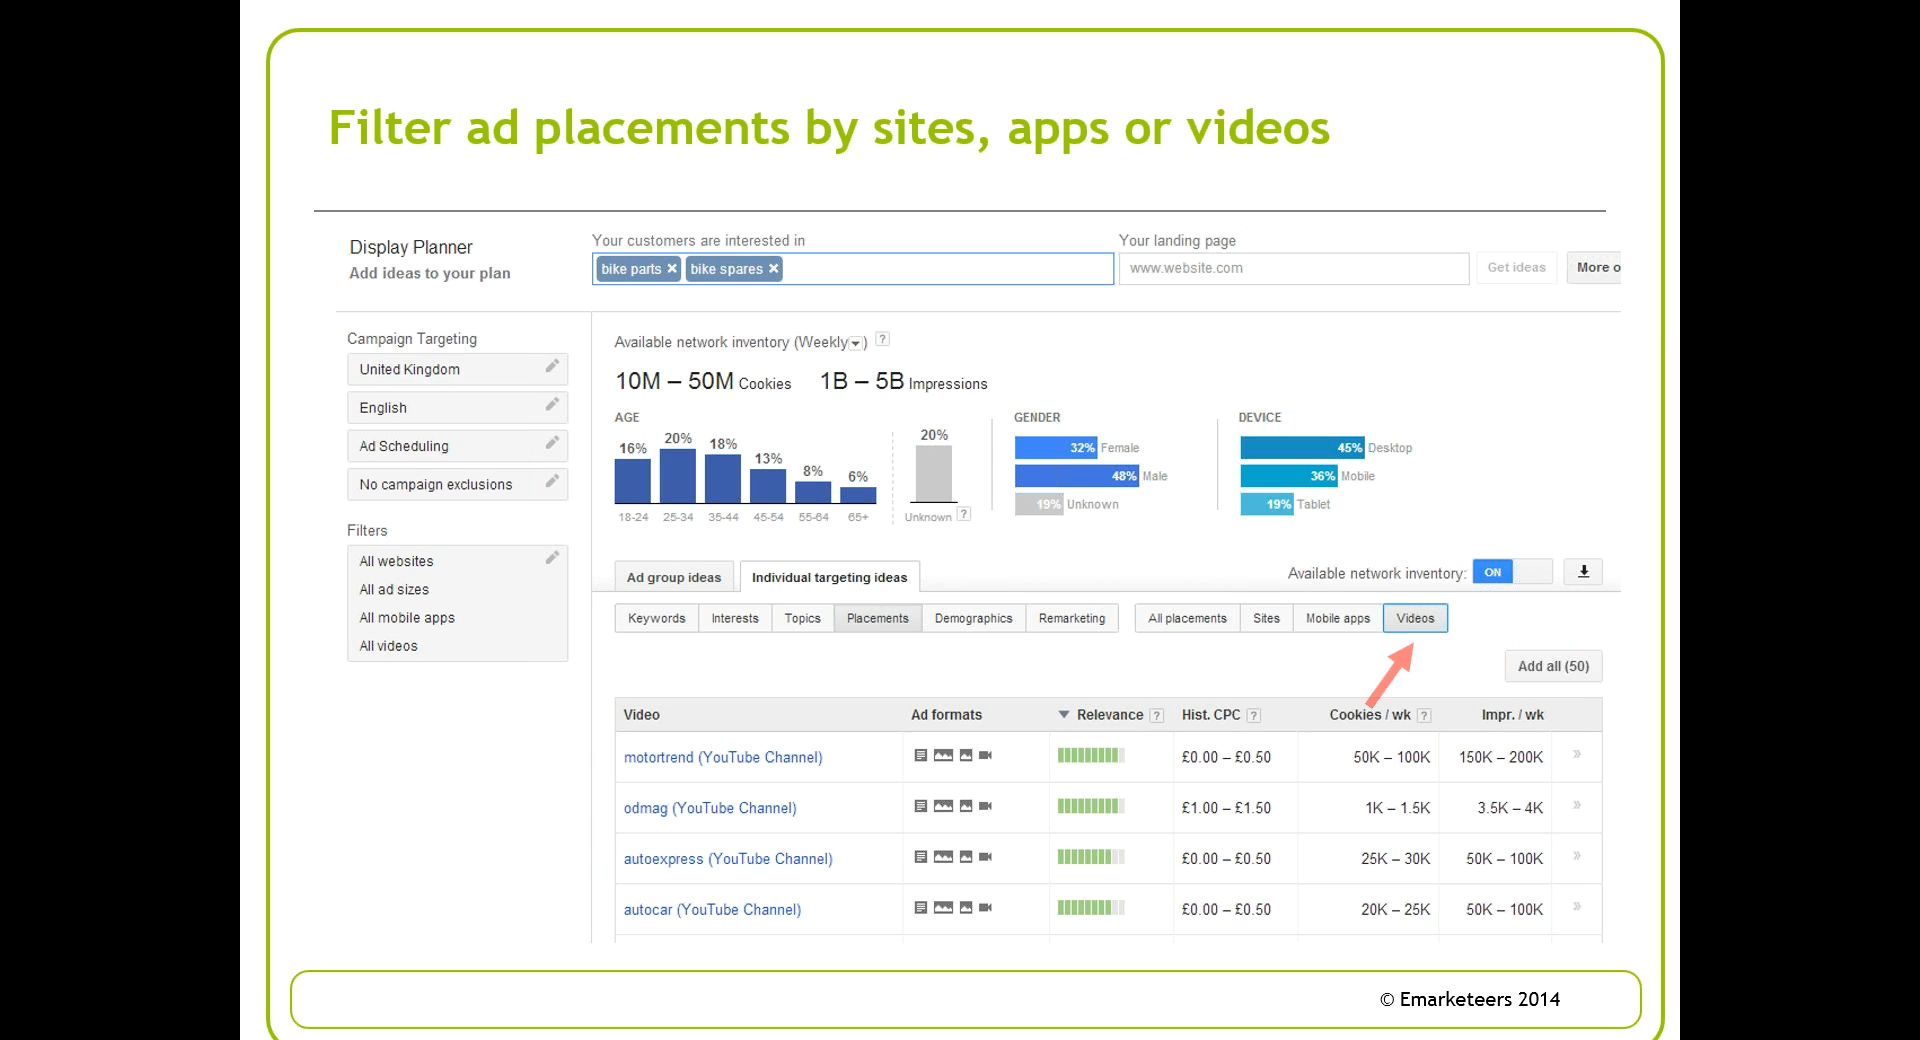 Filter ad placements by sites, apps or videos
Display Planner
Add ideas to your plan
Your customers are interested in
bike parts × bike spares ×
Your landing page
www.website.com
Get ideas
More o
Campaign Targeting
United Kingdom
English
Ad Scheduling
No campaign exclusions
Filters
All websites
All ad sizes
All mobile apps
All videos
Available network inventory (Weekly ) ?
10M – 50M Cookies 1B – 5B Impressions
AGE
16% 20% 18% 13% 8% 6% 20%
18-24 25-34 35-44 45-54 55-64 65+ Unknown ?
GENDER
32% Female
48% Male
19% Unknown
DEVICE
45% Desktop
36% Mobile
19% Tablet
Ad group ideas Individual targeting ideas
Available network inventory: ON
Keywords Interests Topics Placements Demographics Remarketing All placements Sites Mobile apps Videos
Add all (50)
Video Ad formats Relevance ? Hist. CPC ? Cookies / wk ? Impr. / wk
motortrend (YouTube Channel) £0.00 – £0.50 50K – 100K 150K – 200K »
odmag (YouTube Channel) £1.00 – £1.50 1K – 1.5K 3.5K – 4K »
autoexpress (YouTube Channel) £0.00 – £0.50 25K – 30K 50K – 100K »
autocar (YouTube Channel) £0.00 – £0.50 20K – 25K 50K – 100K »
© Emarketeers 2014